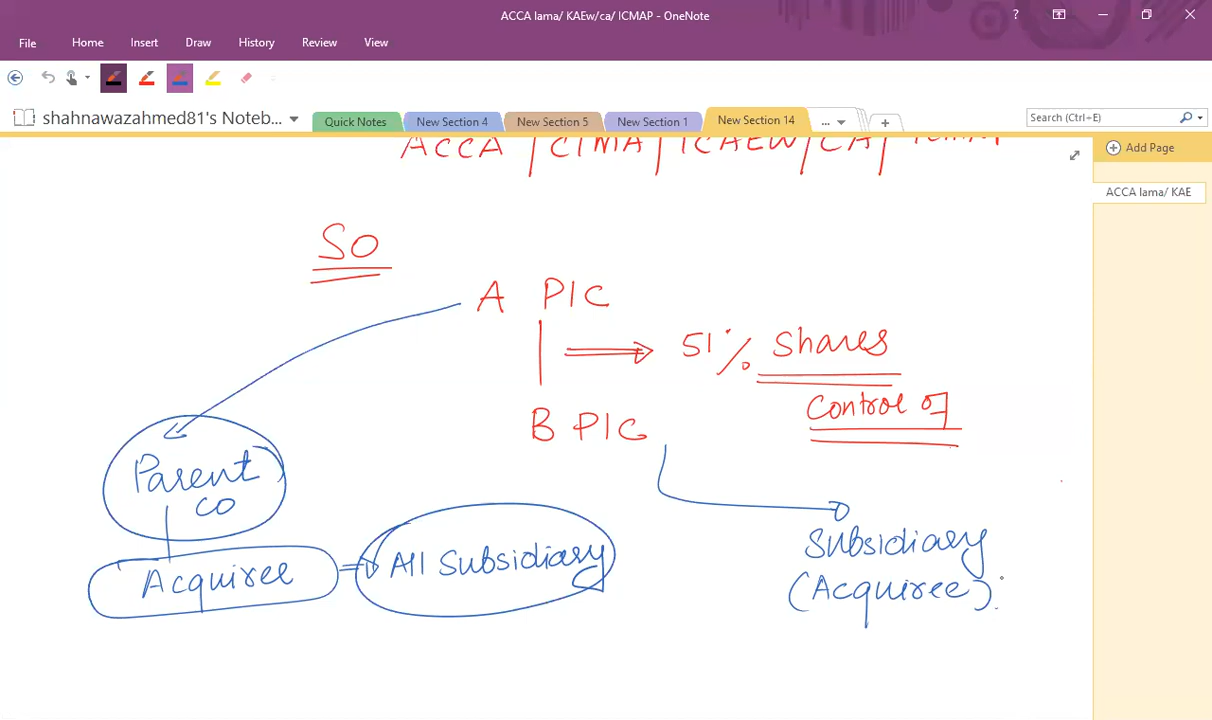 ACCA lama/ KAEw/ca/ ICMAP - OneNote
?
File Home Insert Draw History Review View
shahnawazahmed81's Noteb...
Quick Notes
New Section 4
New Section 5
New Section 1
New Section 14
...
Search (Ctrl+E)
Add Page
ACCA lama/ KAE
ACCA / CIMA / ICAEW/CA/ ICMAP
SO
A PlC
51% Shares
Control of
B PlC
Parent
CO
Acquiree
All Subsidiary
Subsidiary
(Acquiree).